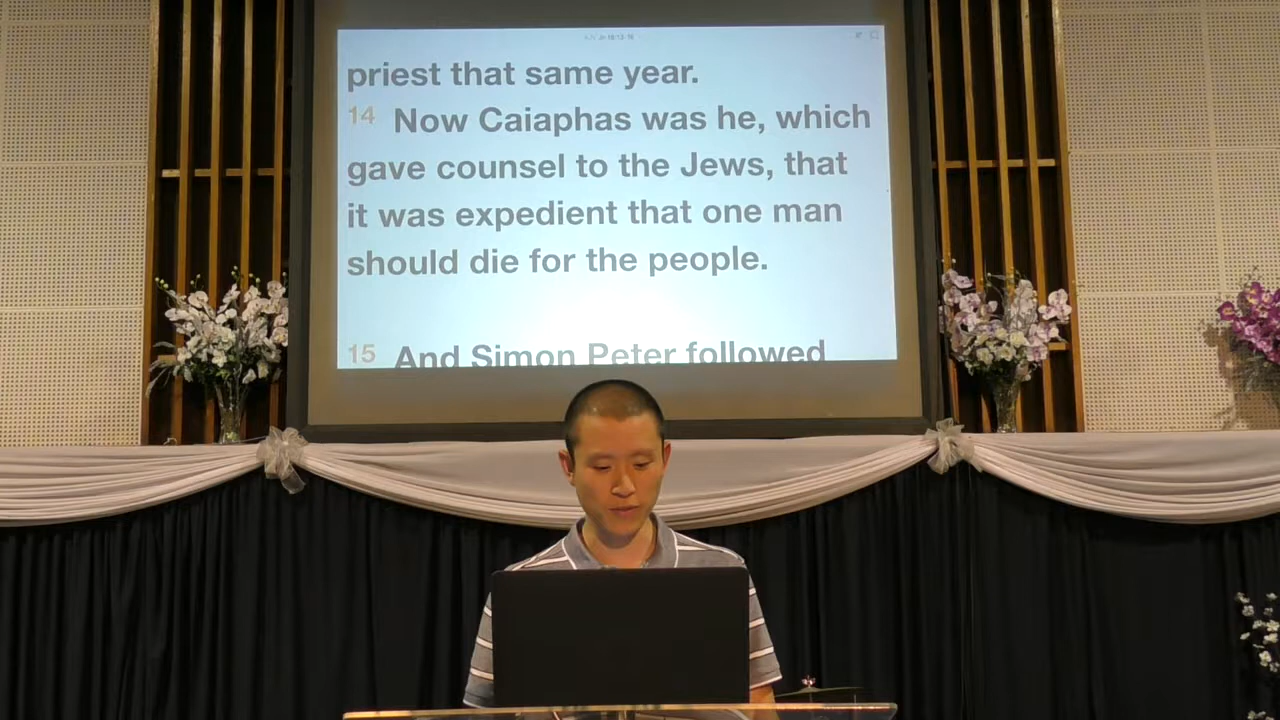 priest that same year.
14 Now Caiaphas was he, which
gave counsel to the Jews, that
it was expedient that one man
should die for the people.
15 And Simon Peter followed